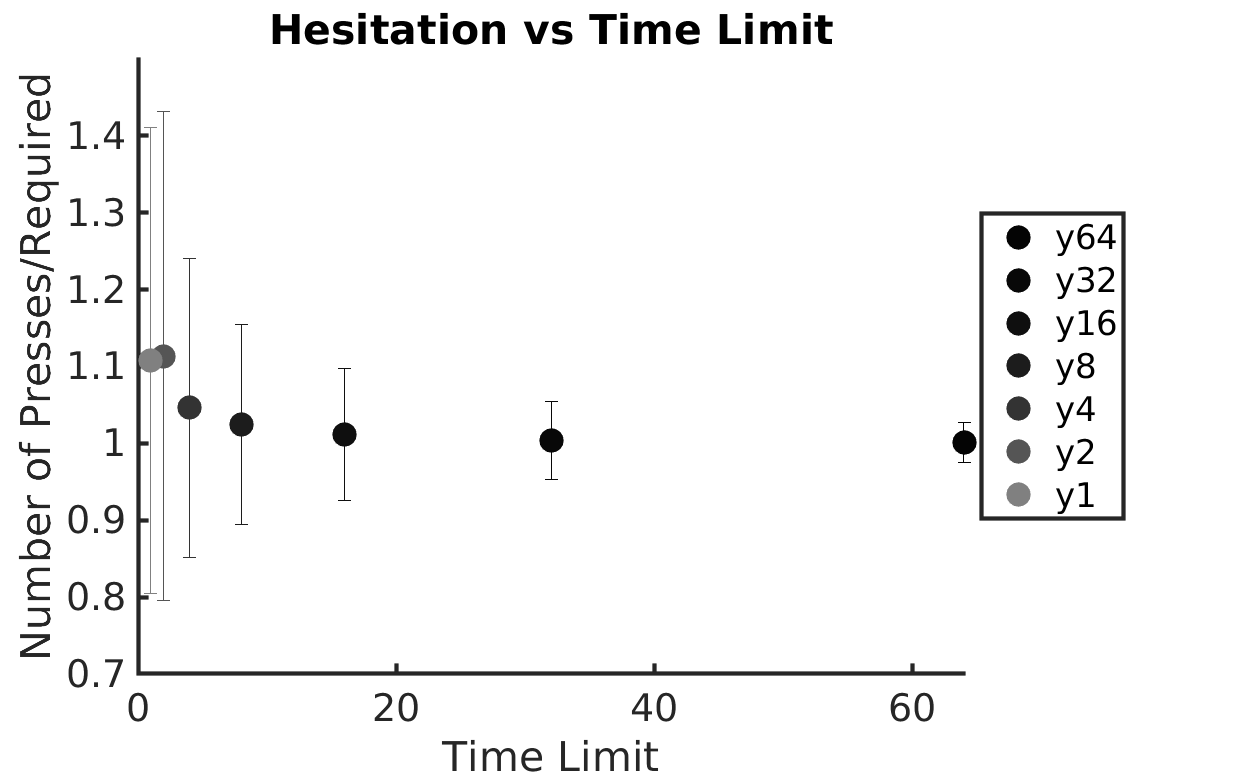 Hesitation vs Time Limit
Number of Presses/Required
1.4
1.3
1.2
1.1
1
0.9
0.8
0.7
0 20 40 60
Time Limit
y64
y32
y16
y8
y4
y2
y1